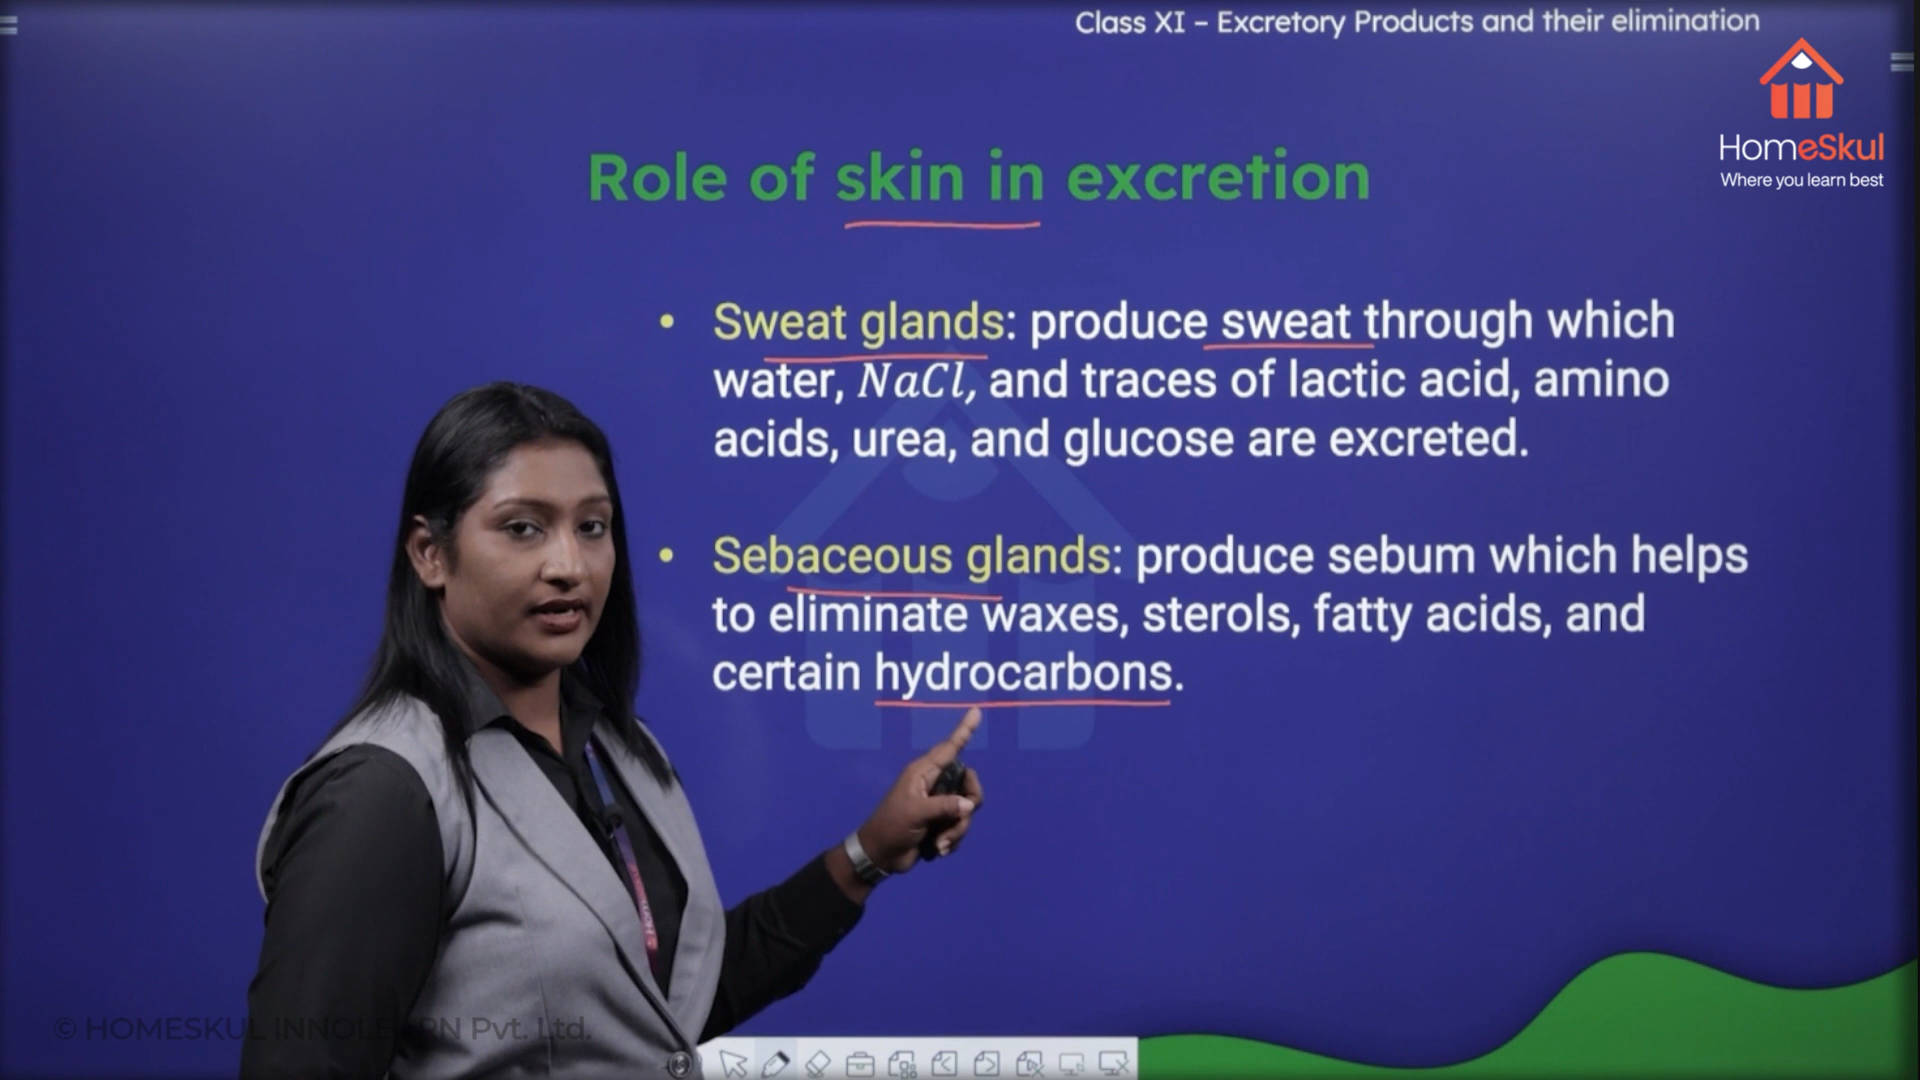 Class XI – Excretory Products and their elimination
HomeSkul
Where you learn best
Role of skin in excretion
• Sweat glands: produce sweat through which
water, NaCl, and traces of lactic acid, amino
acids, urea, and glucose are excreted.
• Sebaceous glands: produce sebum which helps
to eliminate waxes, sterols, fatty acids, and
certain hydrocarbons.
© HOMESKUL INNOLEARN Pvt. Ltd.